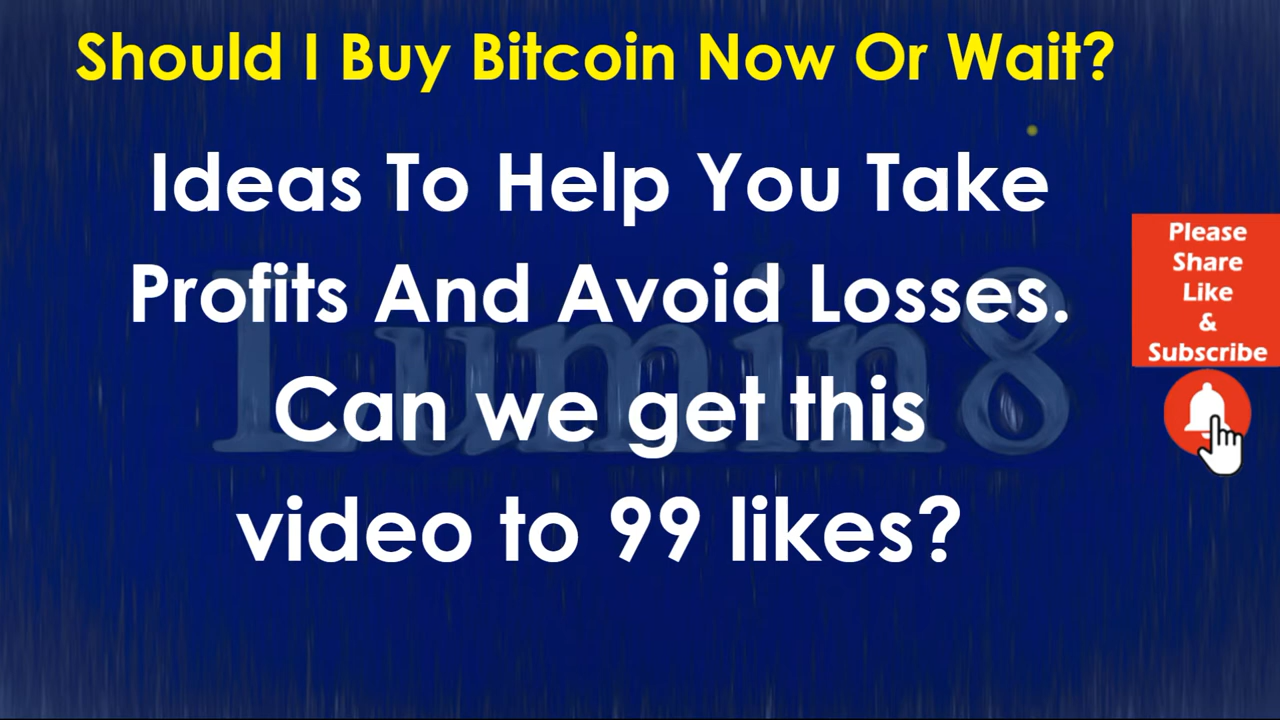 Should I Buy Bitcoin Now Or Wait?
Ideas To Help You Take
Profits And Avoid Losses.
Can we get this
video to 99 likes?
Lumin8
Please
Share
Like
&
Subscribe